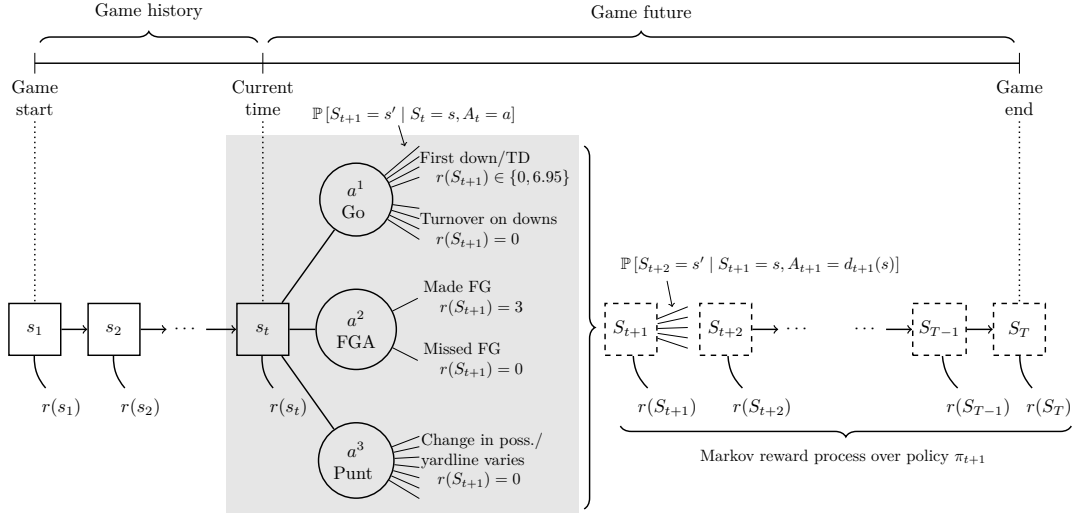 Game history
Game future
Game
start
Current
time
Game
end
ℙ[S_{t+1} = s′ | S_t = s, A_t = a]
a^1
Go
First down/TD
r(S_{t+1}) ∈ {0, 6.95}
Turnover on downs
r(S_{t+1}) = 0
ℙ[S_{t+2} = s′ | S_{t+1} = s, A_{t+1} = d_{t+1}(s)]
s_1
s_2
···
s_t
a^2
FGA
Made FG
r(S_{t+1}) = 3
Missed FG
r(S_{t+1}) = 0
S_{t+1}
S_{t+2}
···
···
S_{T−1}
S_T
r(s_1)
r(s_2)
r(s_t)
r(S_{t+1})
r(S_{t+2})
r(S_{T−1})
r(S_T)
a^3
Punt
Change in poss./
yardline varies
r(S_{t+1}) = 0
Markov reward process over policy π_{t+1}